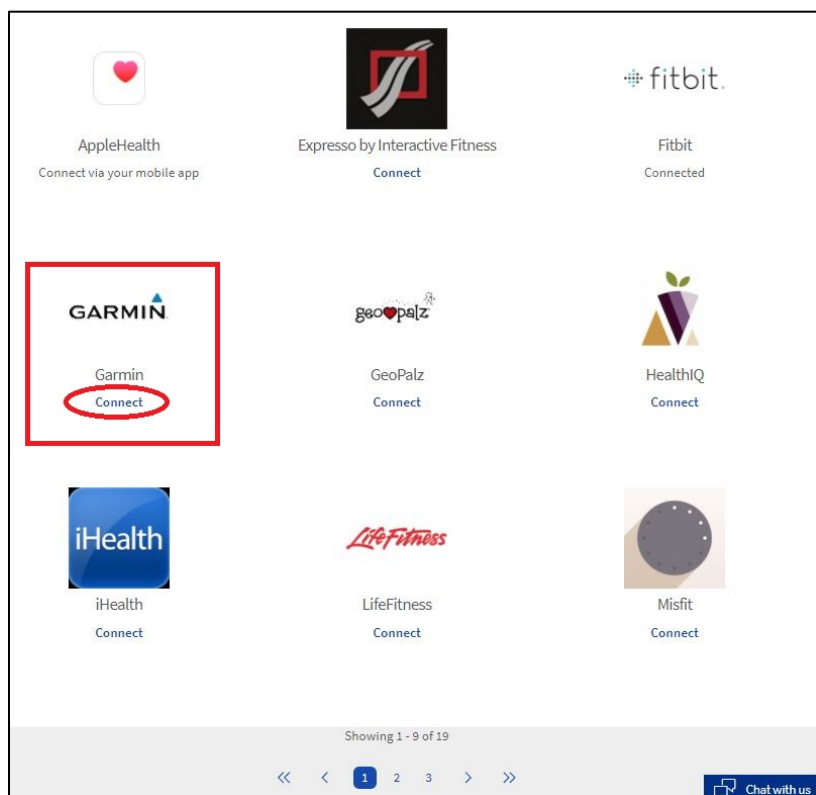 fitbit.
AppleHealth
Expresso by Interactive Fitness
Fitbit
Connect via your mobile app
Connect
Connected
GARMIN
geopalz
Garmin
GeoPalz
HealthIQ
Connect
Connect
Connect
iHealth
LifeFitness
iHealth
LifeFitness
Misfit
Connect
Connect
Connect
Showing 1 - 9 of 19
« < 1 2 3 > »
Chat with us